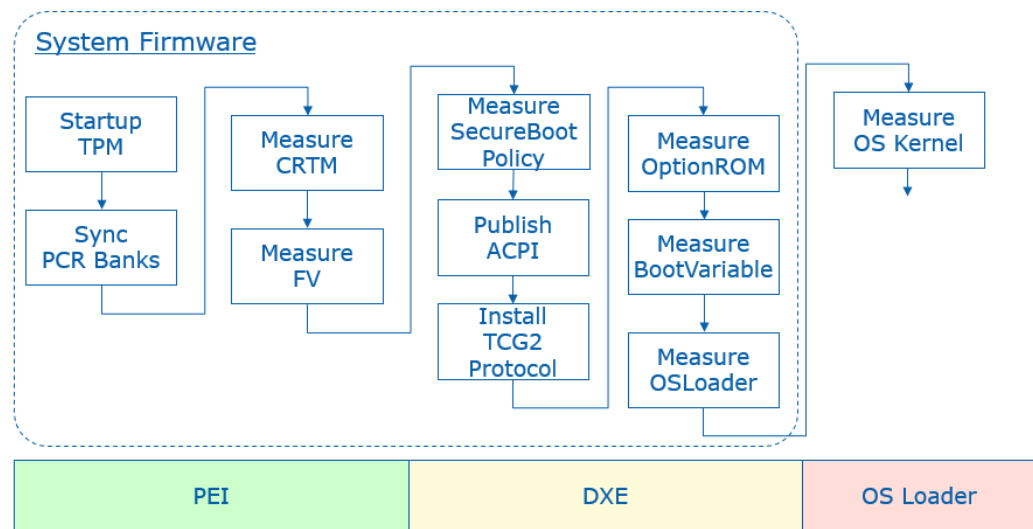 System Firmware
Startup
TPM
Sync
PCR Banks
Measure
CRTM
Measure
FV
Measure
SecureBoot
Policy
Publish
ACPI
Install
TCG2
Protocol
Measure
OptionROM
Measure
BootVariable
Measure
OSLoader
Measure
OS Kernel
PEI
DXE
OS Loader